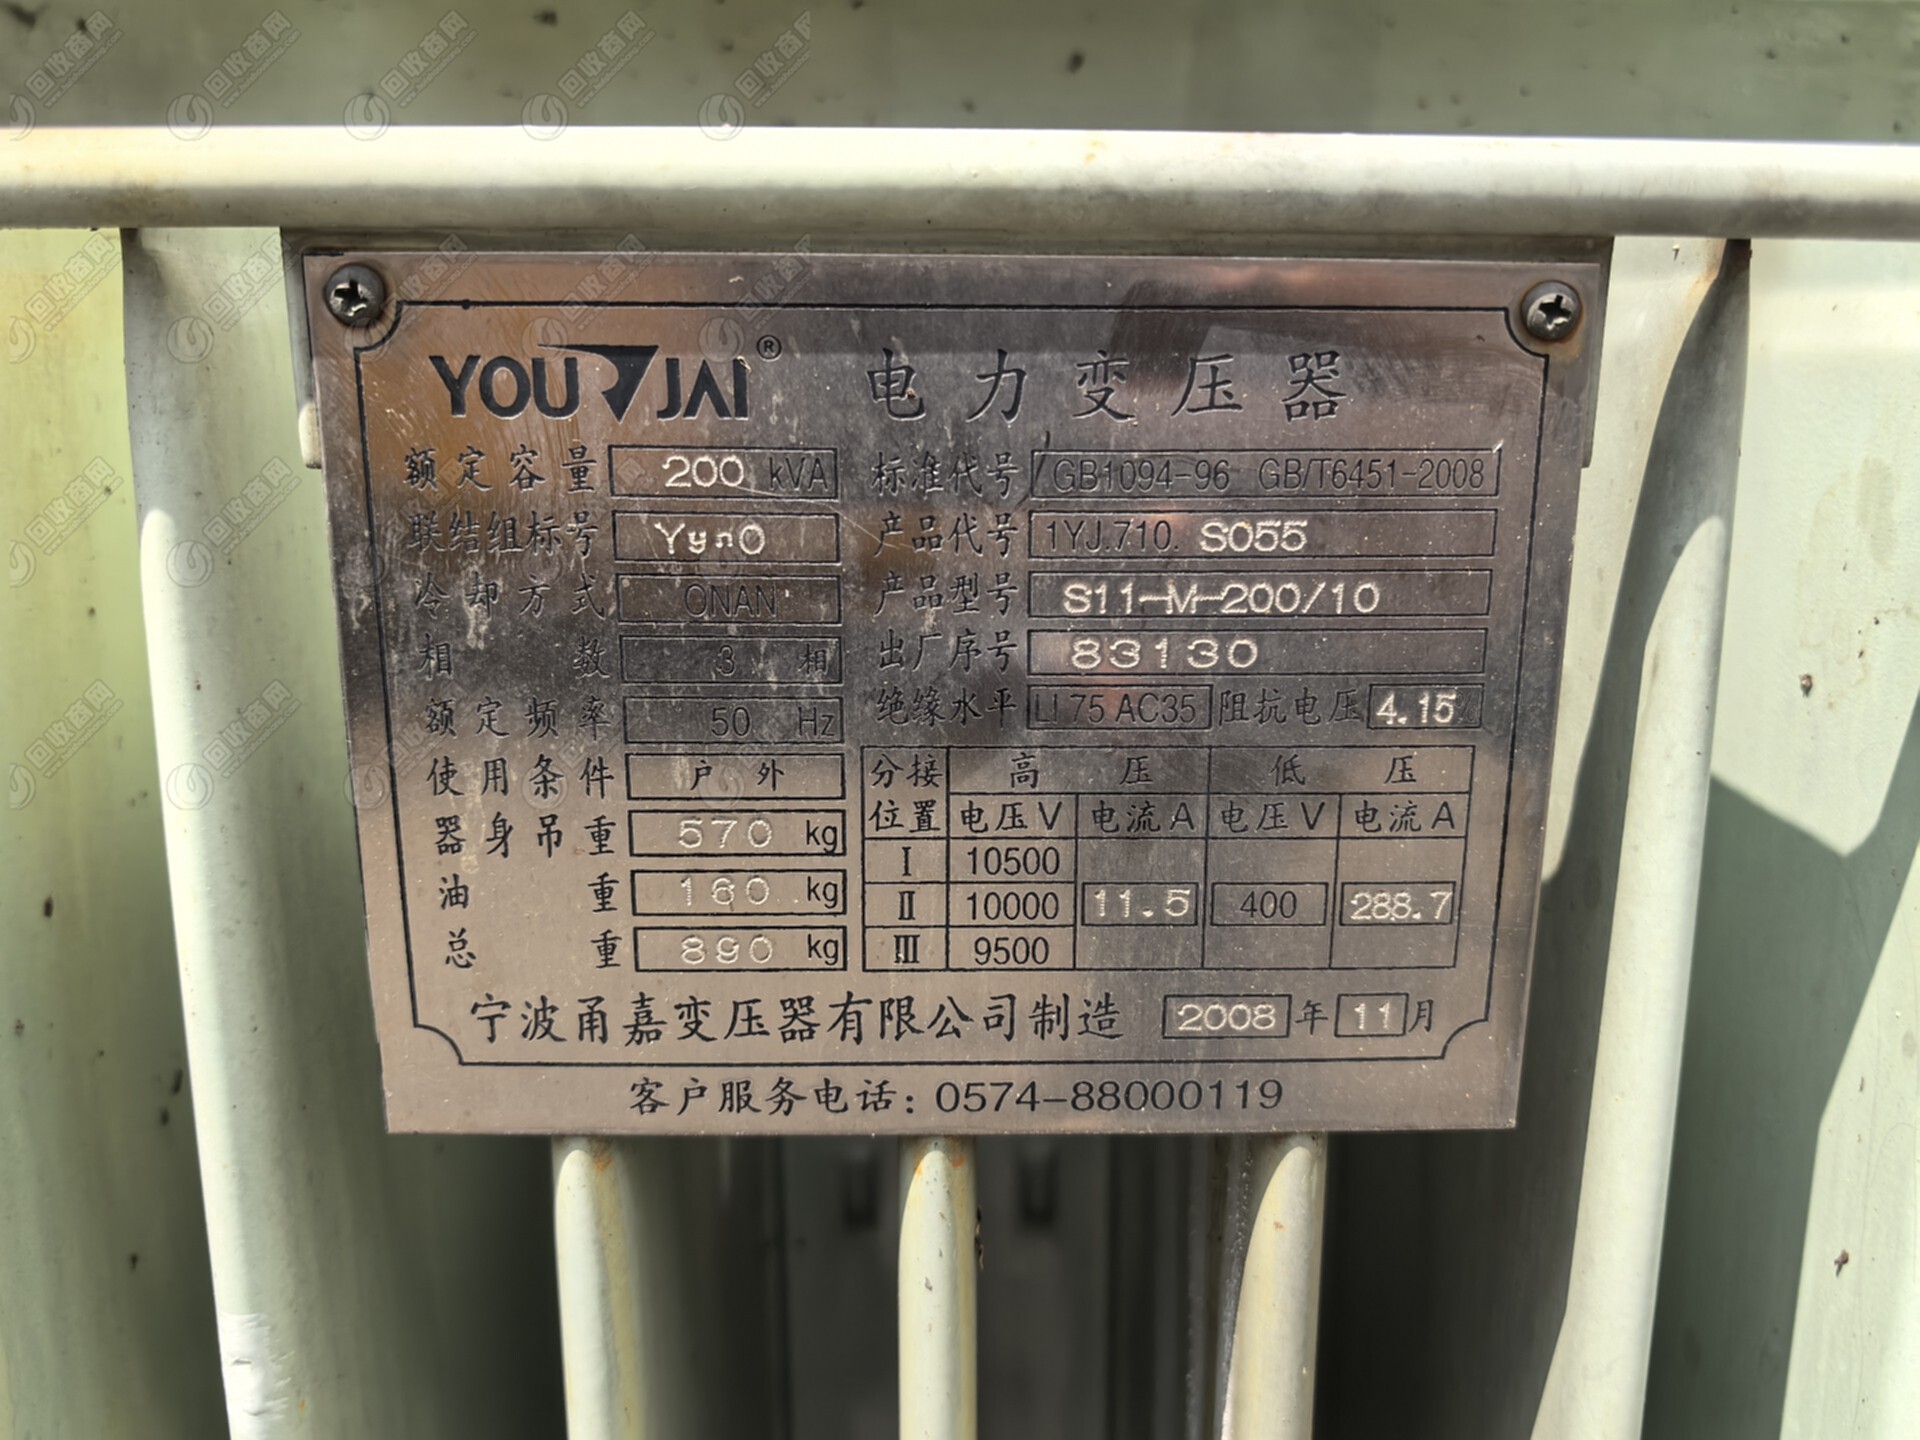 YOUJAI® 电力变压器
额定容量 200 kVA 标准代号 GB1094-96 GB/T6451-2008
联结组标号 Yyn0 产品代号 1YJ.710. S055
冷却方式 ONAN 产品型号 S11-M-200/10
相数 3 相 出厂序号 83130
额定频率 50 Hz 绝缘水平 LI 75 AC35 阻抗电压 4.15%
使用条件 户外
器身吊重 570 kg
油重 160 kg
总重 890 kg
分接位置 高压 低压
电压V 电流A 电压V 电流A
I 10500
II 10000 11.5 400 288.7
III 9500
宁波甬嘉变压器有限公司制造 2008 年 11 月
客户服务电话：0574-88000119
回收商网